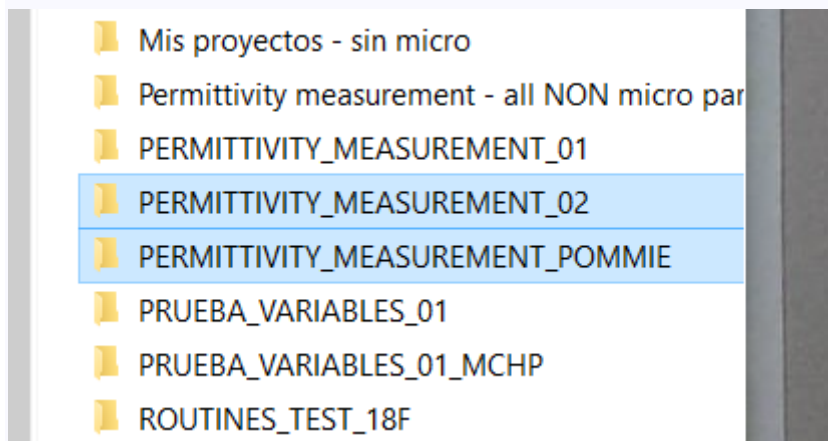 Mis proyectos - sin micro
Permittivity measurement - all NON micro par
PERMITTIVITY_MEASUREMENT_01
PERMITTIVITY_MEASUREMENT_02
PERMITTIVITY_MEASUREMENT_POMMIE
PRUEBA_VARIABLES_01
PRUEBA_VARIABLES_01_MCHP
ROUTINES_TEST_18F